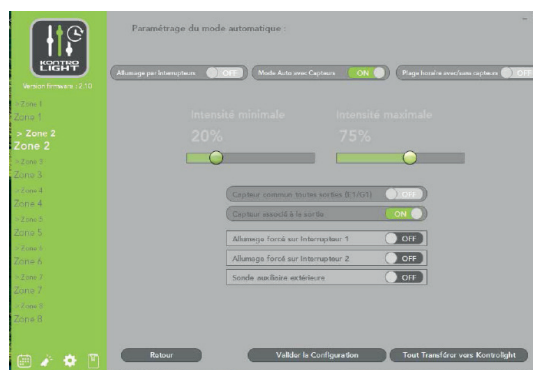 KONTRO
LIGHT
Version firmware : 2.10
> Zone 1
Zone 1
> Zone 2
Zone 2
> Zone 3
Zone 3
> Zone 4
Zone 4
> Zone 5
Zone 5
> Zone 6
Zone 6
> Zone 7
Zone 7
> Zone 8
Zone 8
Paramétrage du mode automatique :
Allumage par Interrupteurs OFF
Mode Auto avec Capteurs ON
Plage horaire avec/sans capteurs OFF
Intensité minimale
20%
Intensité maximale
75%
Capteur commun toutes sorties OFF
Capteur associé à la sortie ON
Allumage forcé sur Interrupteur 1 OFF
Allumage forcé sur Interrupteur 2 OFF
Sonde auxiliaire extérieure OFF
Retour
Valider la Configuration
Tout Transférer vers Kontrolight